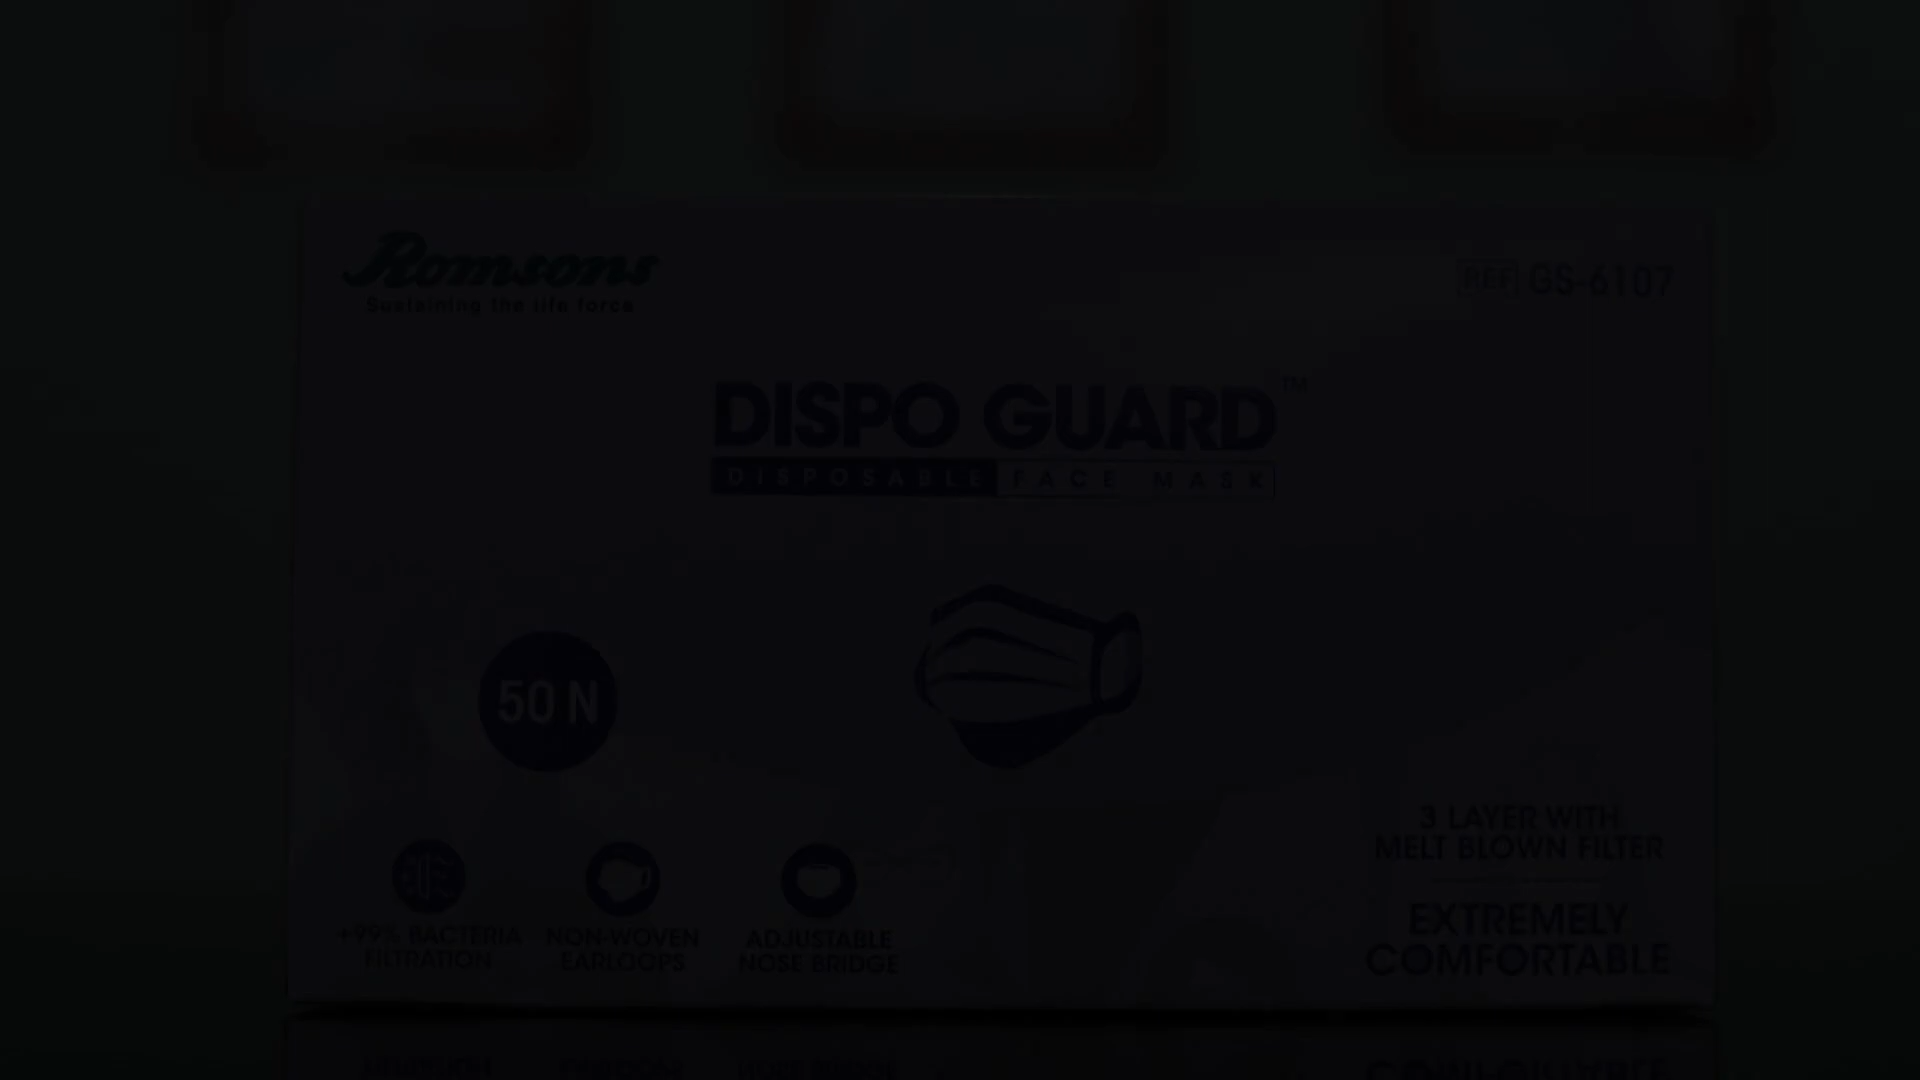 Romsons
Sustaining the life force
REF GS-6107
DISPO GUARD™
DISPOSABLE FACE MASK
50 N
3 LAYER WITH
MELT BLOWN FILTER
EXTREMELY
COMFORTABLE
+99% BACTERIA
FILTRATION
NON-WOVEN
EARLOOPS
ADJUSTABLE
NOSE BRIDGE